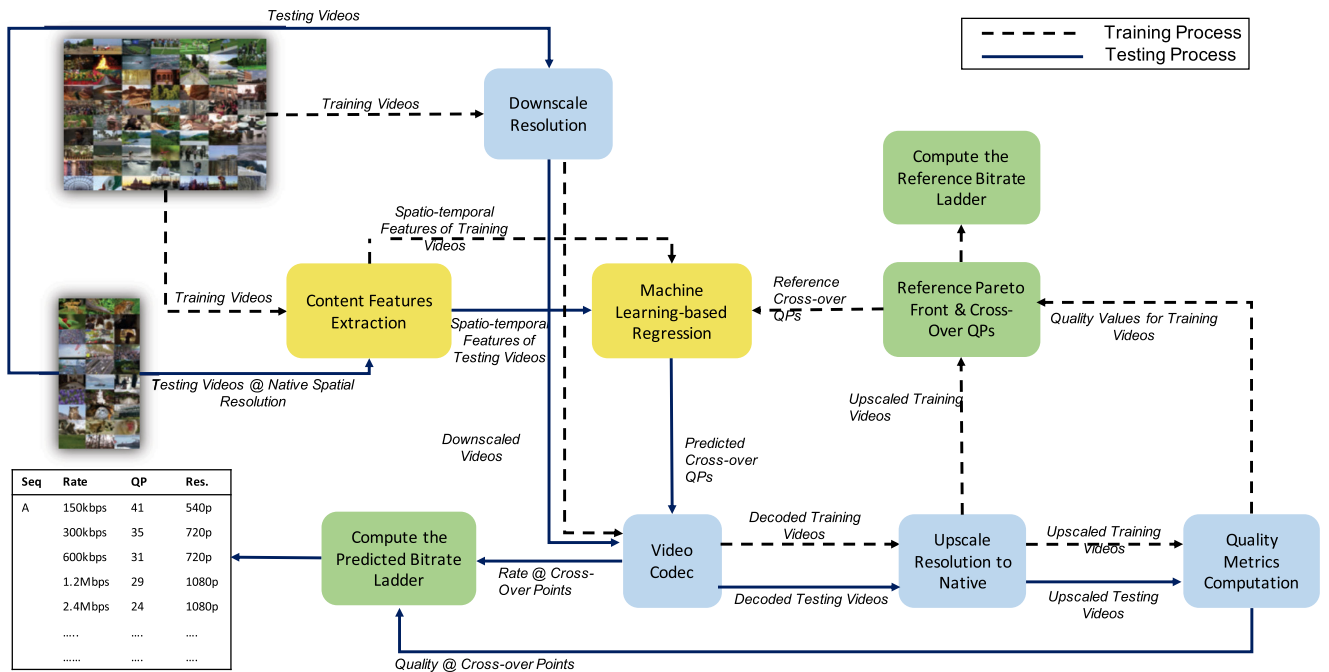 Testing Videos
Training Process
Testing Process
Training Videos
Downscale
Resolution
Compute the
Reference Bitrate
Ladder
Spatio-temporal
Features of Training
Videos
Training Videos
Content Features
Extraction
Spatio-temporal
Features of
Testing Videos
Machine
Learning-based
Regression
Reference
Cross-over
QPs
Reference Pareto
Front & Cross-
Over QPs
Quality Values for Training
Videos
Testing Videos @ Native Spatial
Resolution
Upscaled Training
Videos
Downscaled
Videos
Predicted
Cross-over
QPs
Seq Rate QP Res.
A 150kbps 41 540p
300kbps 35 720p
600kbps 31 720p
1.2Mbps 29 1080p
2.4Mbps 24 1080p
..... .... ....
...... .... ....
Compute the
Predicted Bitrate
Ladder
Rate @ Cross-
Over Points
Video
Codec
Decoded Training
Videos
Decoded Testing Videos
Upscale
Resolution to
Native
Upscaled Training
Videos
Upscaled Testing
Videos
Quality
Metrics
Computation
Quality @ Cross-over Points